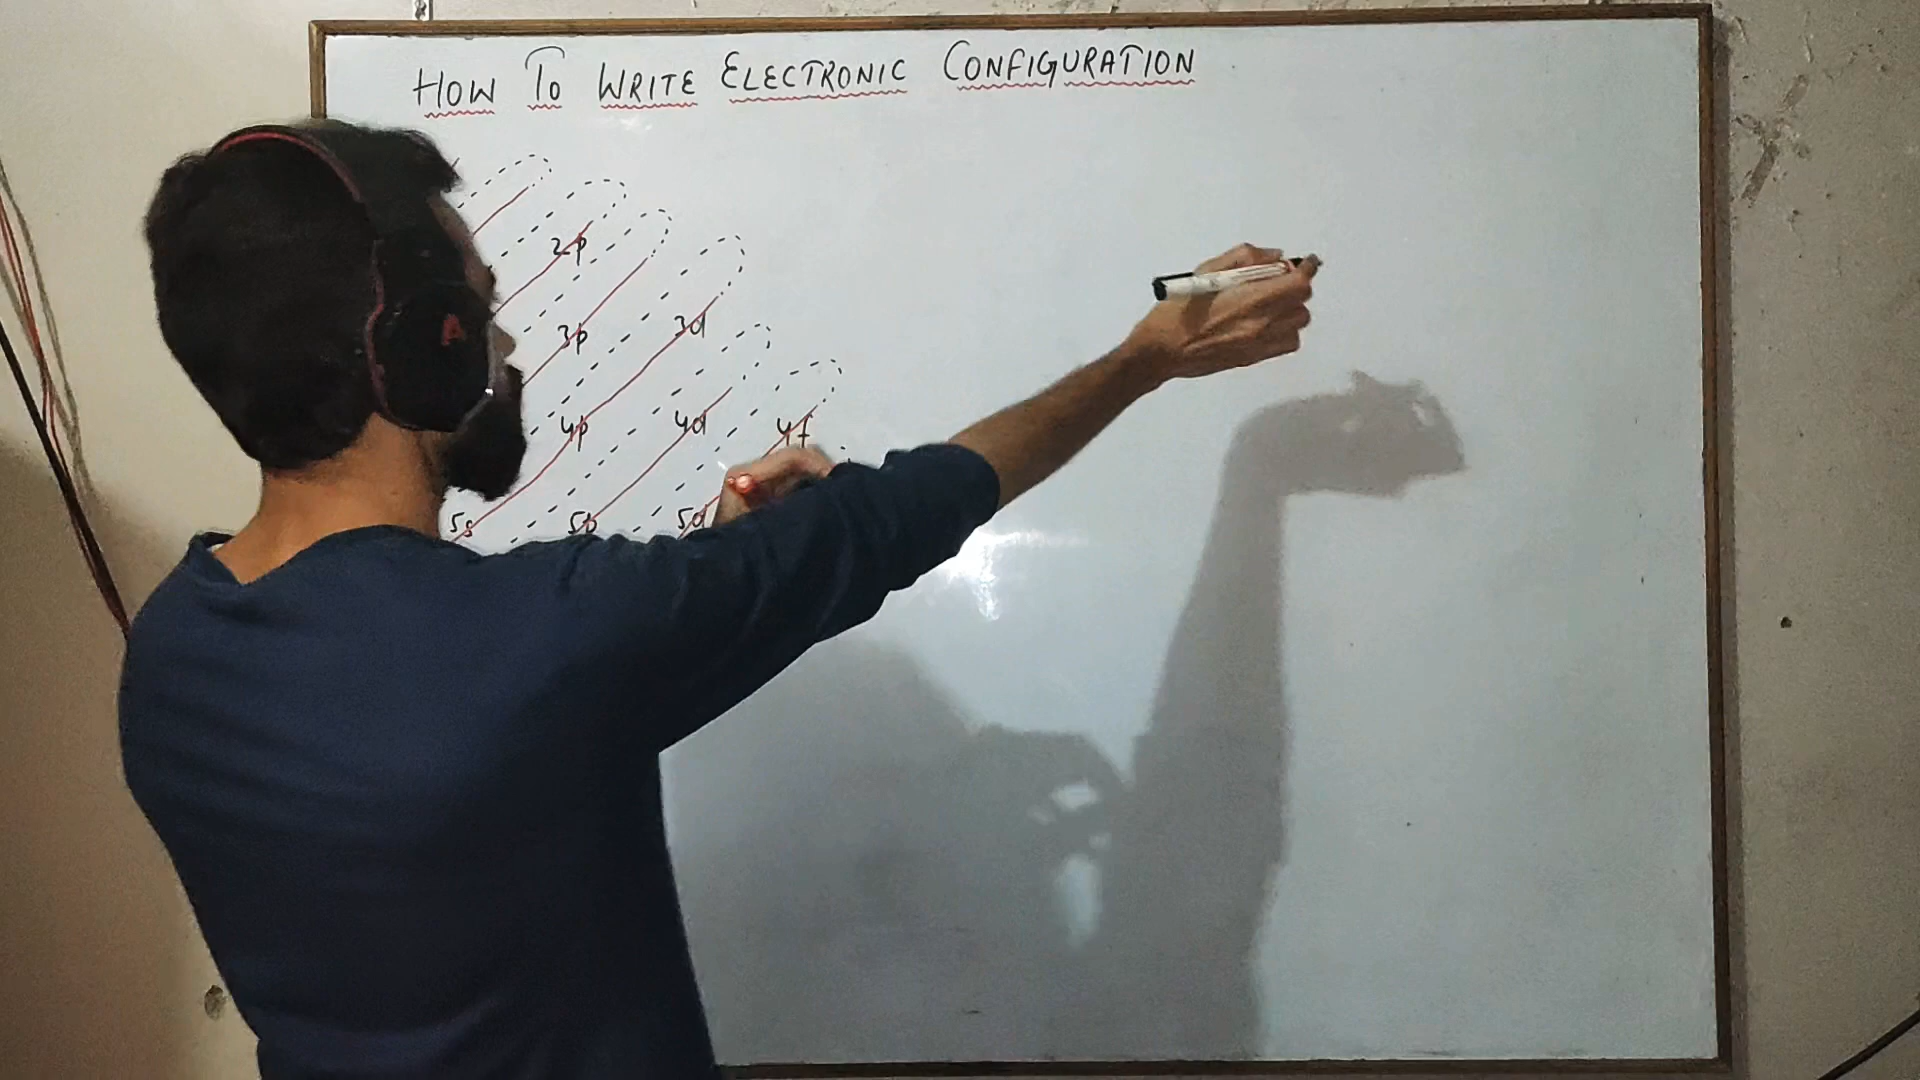 HOW TO WRITE ELECTRONIC CONFIGURATION
2p
3p 3d
4p 4d 4f
5s 5p 5d